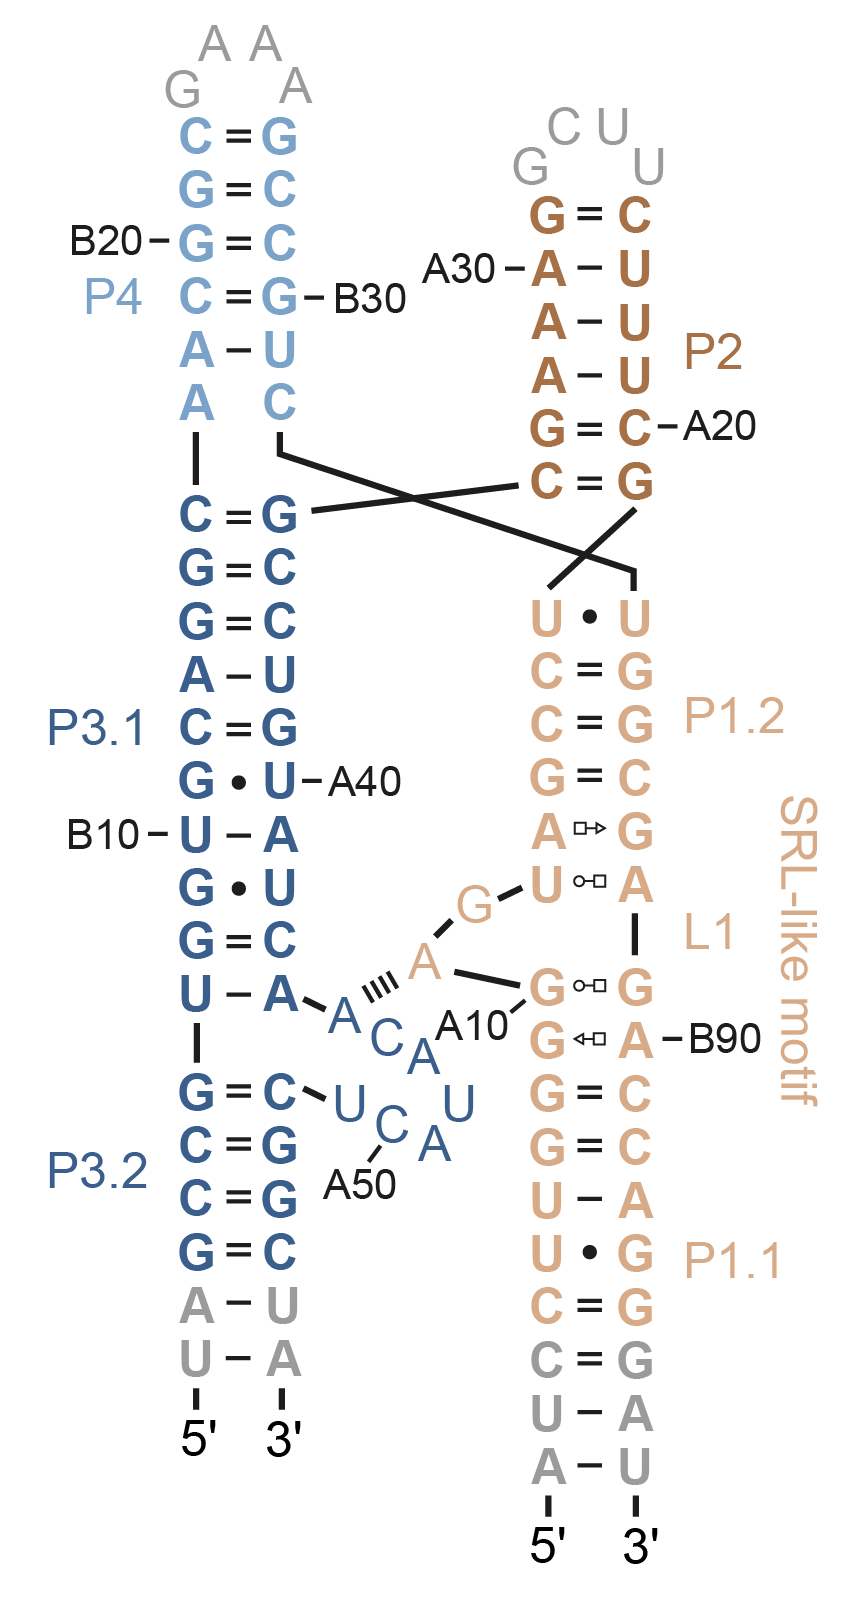 A A
G A
C U
C = G
G U
G = C
G = C
B20 – G = C
A30 – A – U
P4 C = G – B30
A – U
P2
A – U
A – U
A C
G = C – A20
C = G
C = G
G = C
U • U
G = C
C = G
A – U
P3.1 C = G
C = G P1.2
G • U – A40
G = C
B10 – U – A
A G
G • U
U A
G
G = C
A
L1
SRL-like motif
U – A
G G
A
C
A10
A
G A – B90
G = C
U
U
G = C
C
A
C = G
G = C
P3.2
A50
C = G
U – A
G = C
U • G P1.1
A – U
C = G
U – A
C = G
5' 3'
U – A
A – U
5' 3'